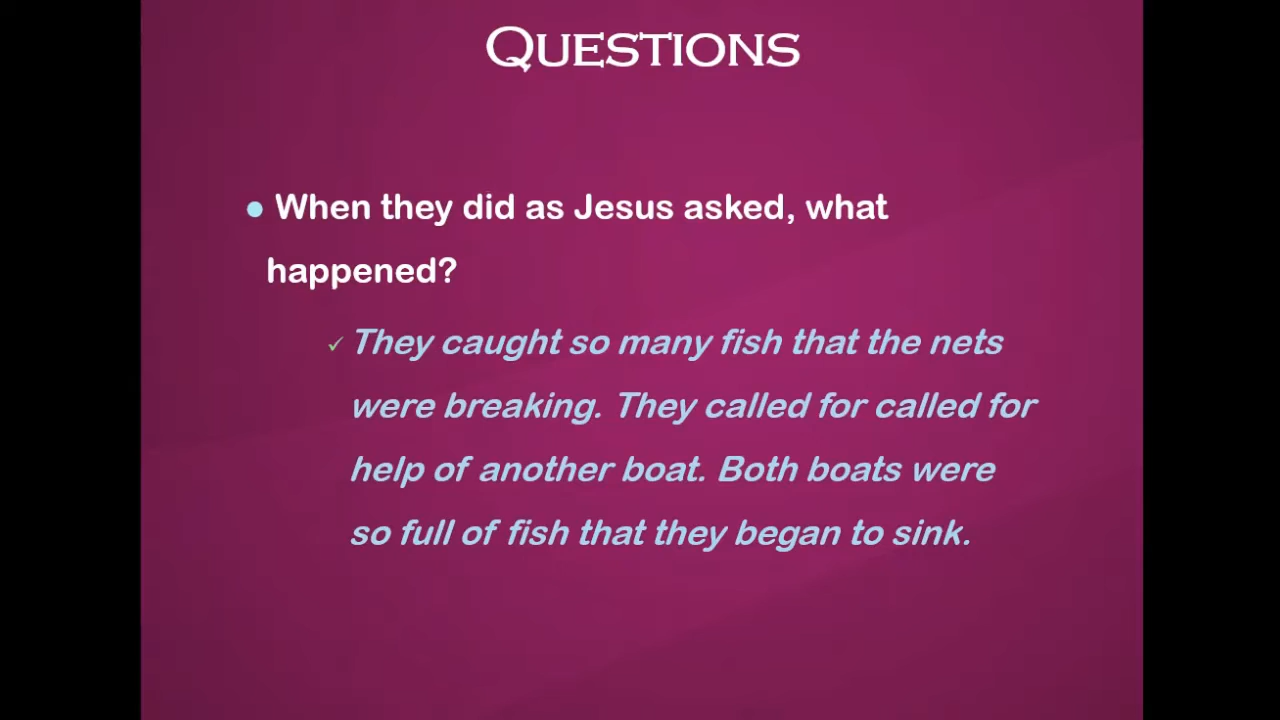 QUESTIONS
• When they did as Jesus asked, what
happened?
✓ They caught so many fish that the nets
were breaking. They called for called for
help of another boat. Both boats were
so full of fish that they began to sink.